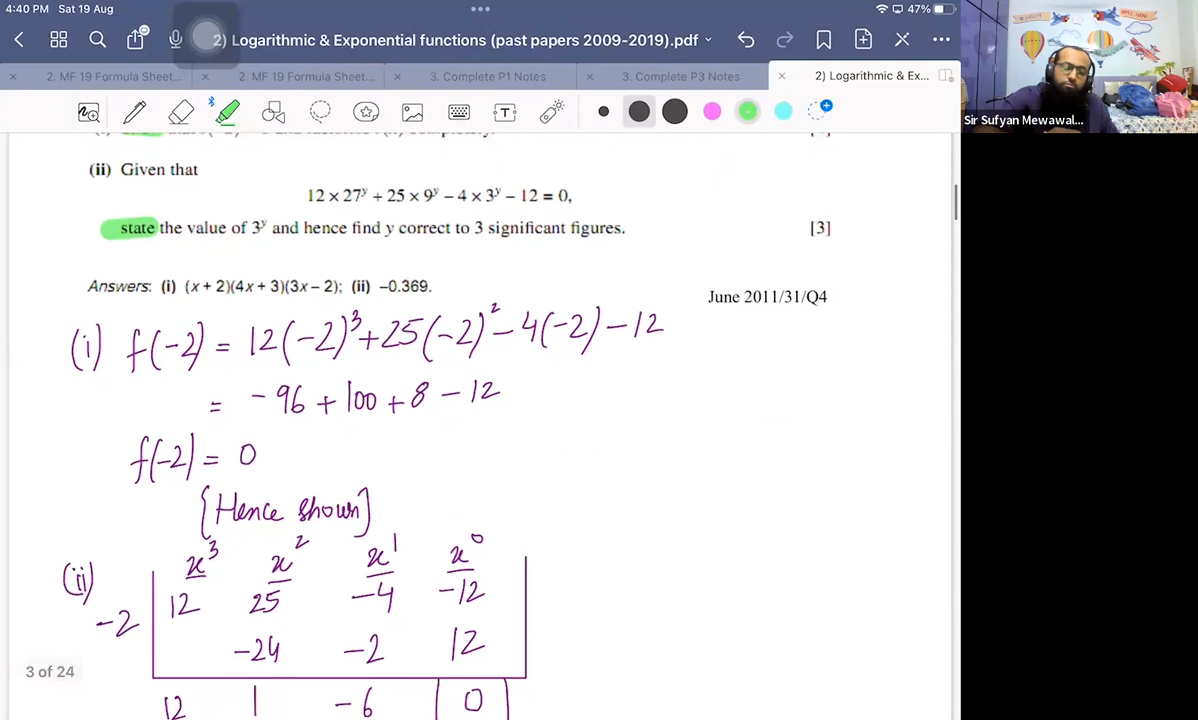 4:40 PM Sat 19 Aug
47%
2) Logarithmic & Exponential functions (past papers 2009-2019).pdf
2. MF 19 Formula Sheet...
2. MF 19 Formula Sheet...
3. Complete P1 Notes
3. Complete P3 Notes
2) Logarithmic & Ex...
Sir Sufyan Mewawal...
(ii) Given that
12 × 27^y + 25 × 9^y − 4 × 3^y − 12 = 0,
state the value of 3^y and hence find y correct to 3 significant figures. [3]
Answers: (i) (x + 2)(4x + 3)(3x – 2); (ii) –0.369.
June 2011/31/Q4
(i) f(-2) = 12(-2)^3 + 25(-2)^2 - 4(-2) - 12
= -96 + 100 + 8 - 12
f(-2) = 0
[Hence shown]
(ii) x^3 x^2 x^1 x^0
-2 12 25 -4 -12
-24 -2 12
12 1 -6 0
3 of 24